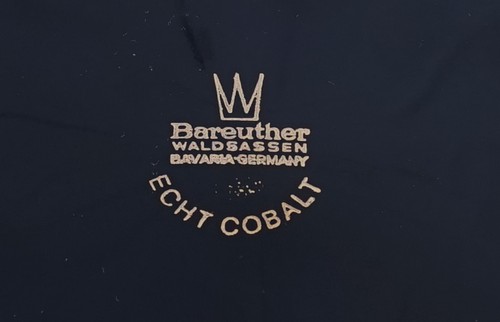 Bareuther
WALDSASSEN
BAVARIA-GERMANY
ECHT COBALT